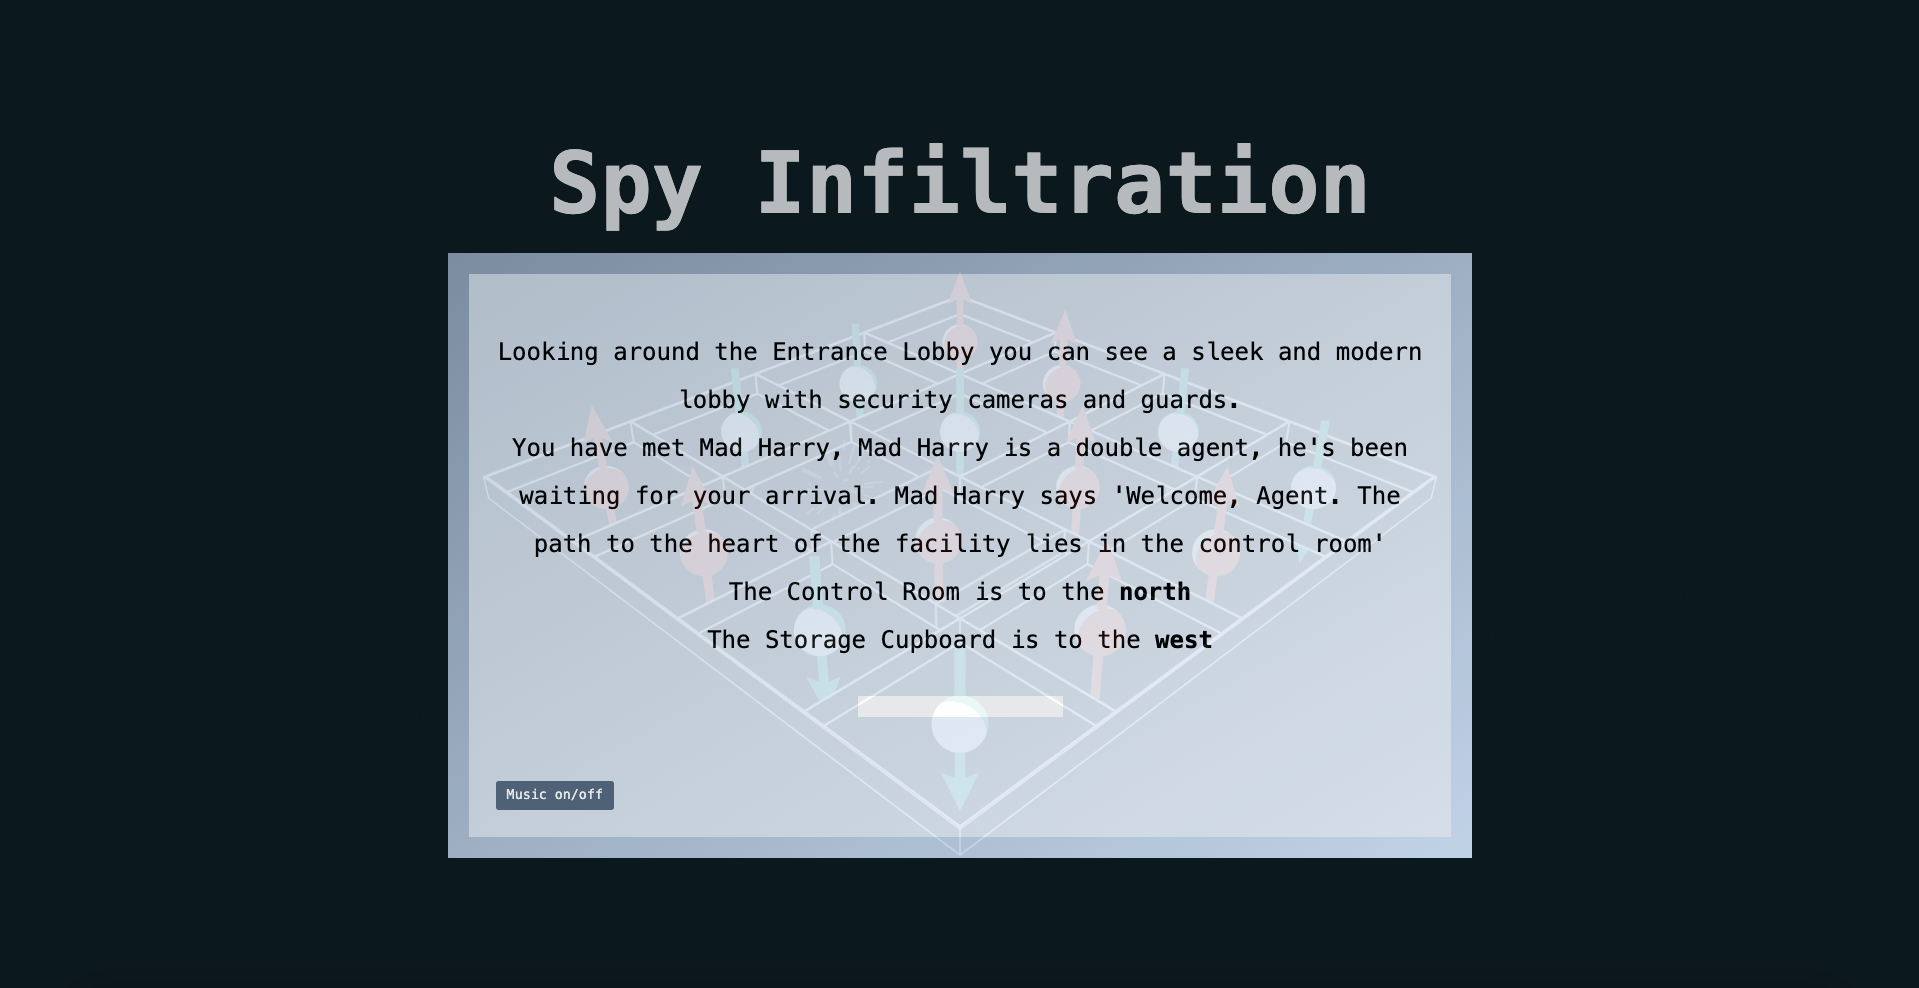 Spy Infiltration
Looking around the Entrance Lobby you can see a sleek and modern
lobby with security cameras and guards.
You have met Mad Harry, Mad Harry is a double agent, he's been
waiting for your arrival. Mad Harry says 'Welcome, Agent. The
path to the heart of the facility lies in the control room'
The Control Room is to the north
The Storage Cupboard is to the west
Music on/off